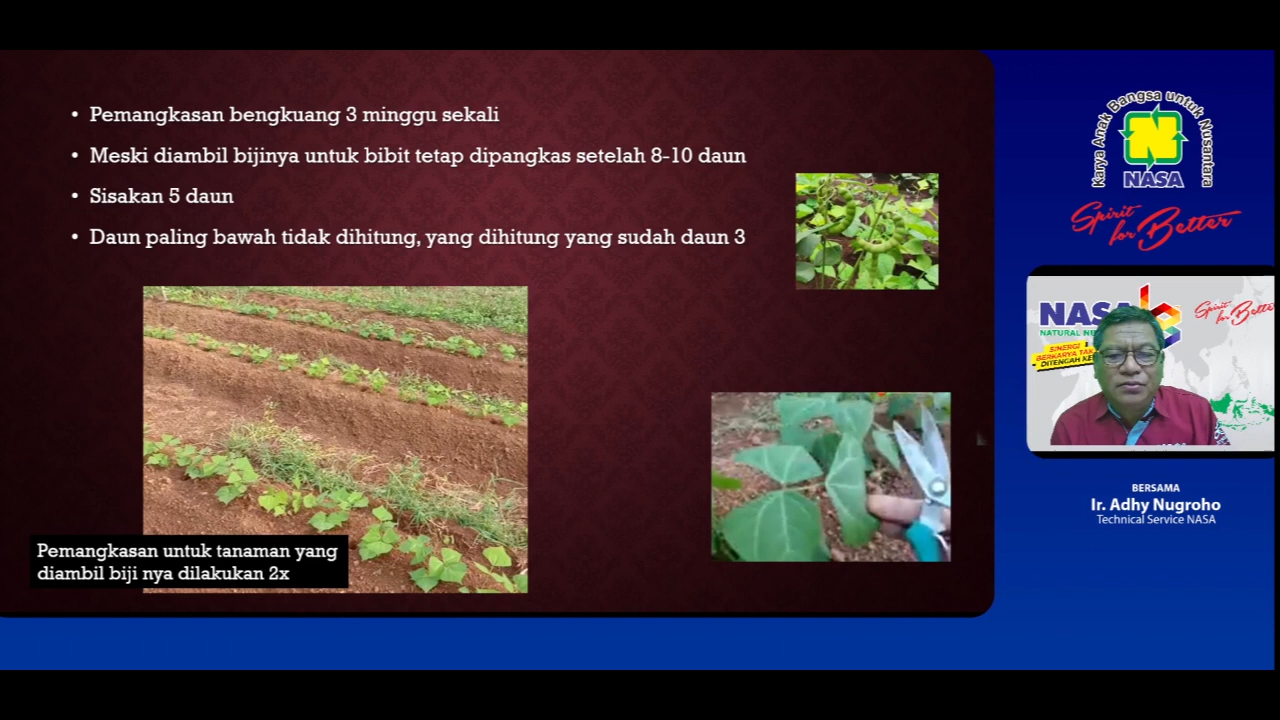 • Pemangkasan bengkuang 3 minggu sekali
• Meski diambil bijinya untuk bibit tetap dipangkas setelah 8-10 daun
• Sisakan 5 daun
• Daun paling bawah tidak dihitung, yang dihitung yang sudah daun 3
Pemangkasan untuk tanaman yang
diambil biji nya dilakukan 2x
Karya Anak Bangsa untuk Nusantara
N
NASA
Spirit
for Better
NASA
SINERGI
BERKARYA
DITENGAH
Spirit
for
BERSAMA
Ir. Adhy Nugroho
Technical Service NASA